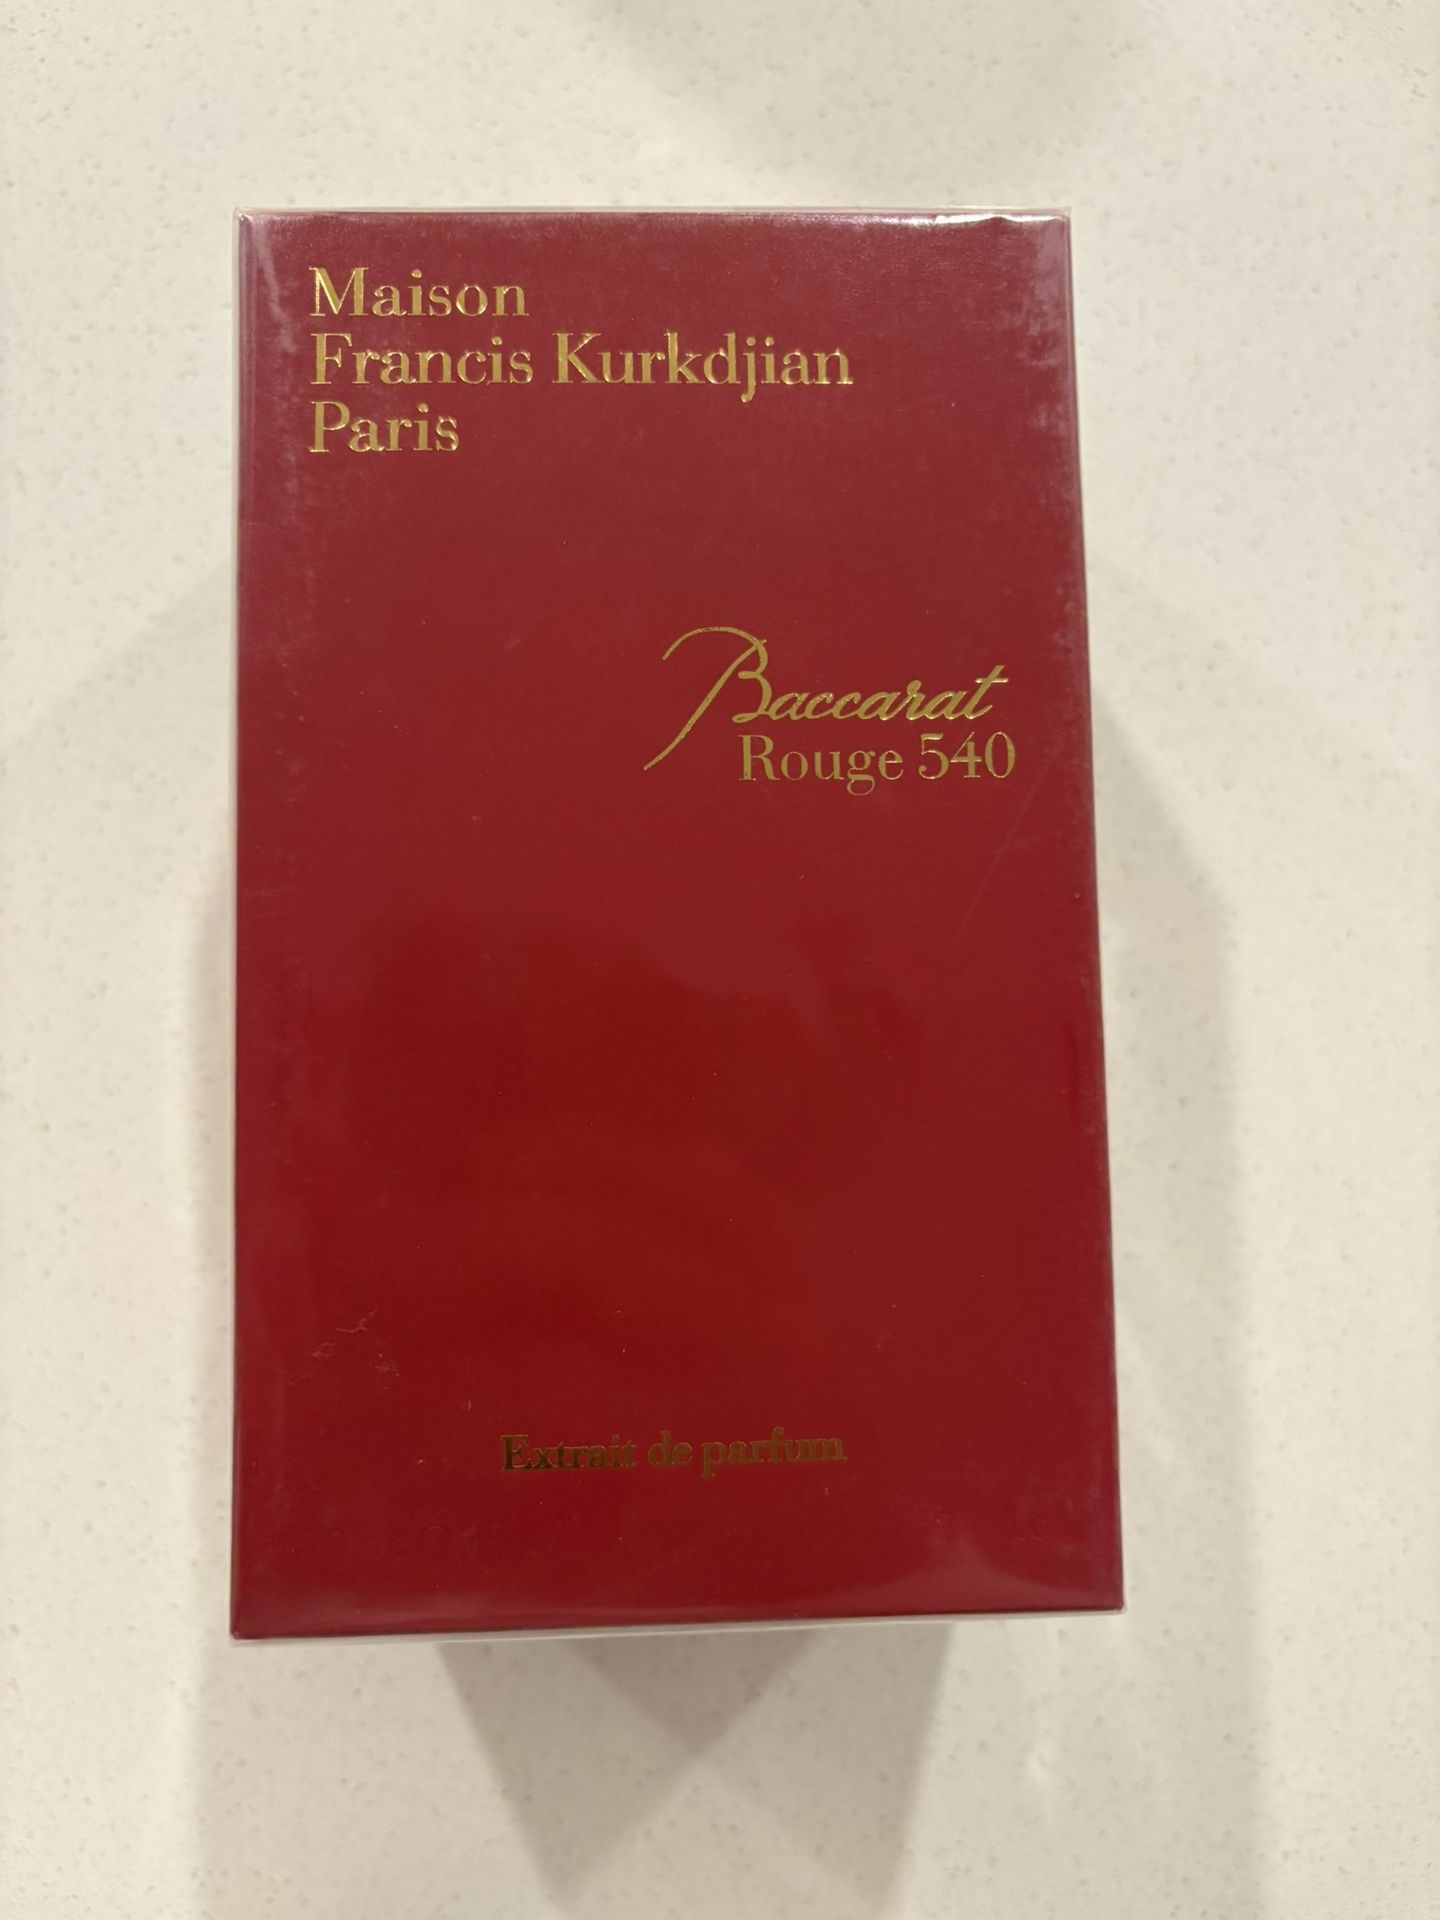 Maison
Francis Kurkdjian
Paris
Baccarat
Rouge 540
Extrait de parfum